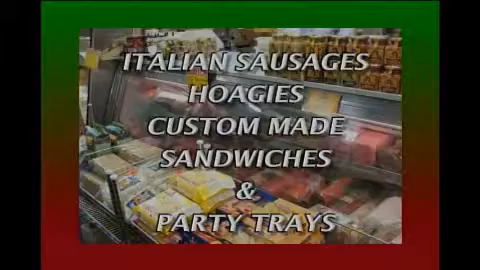 ITALIAN SAUSAGES
HOAGIES
CUSTOM MADE
SANDWICHES
&
PARTY TRAYS